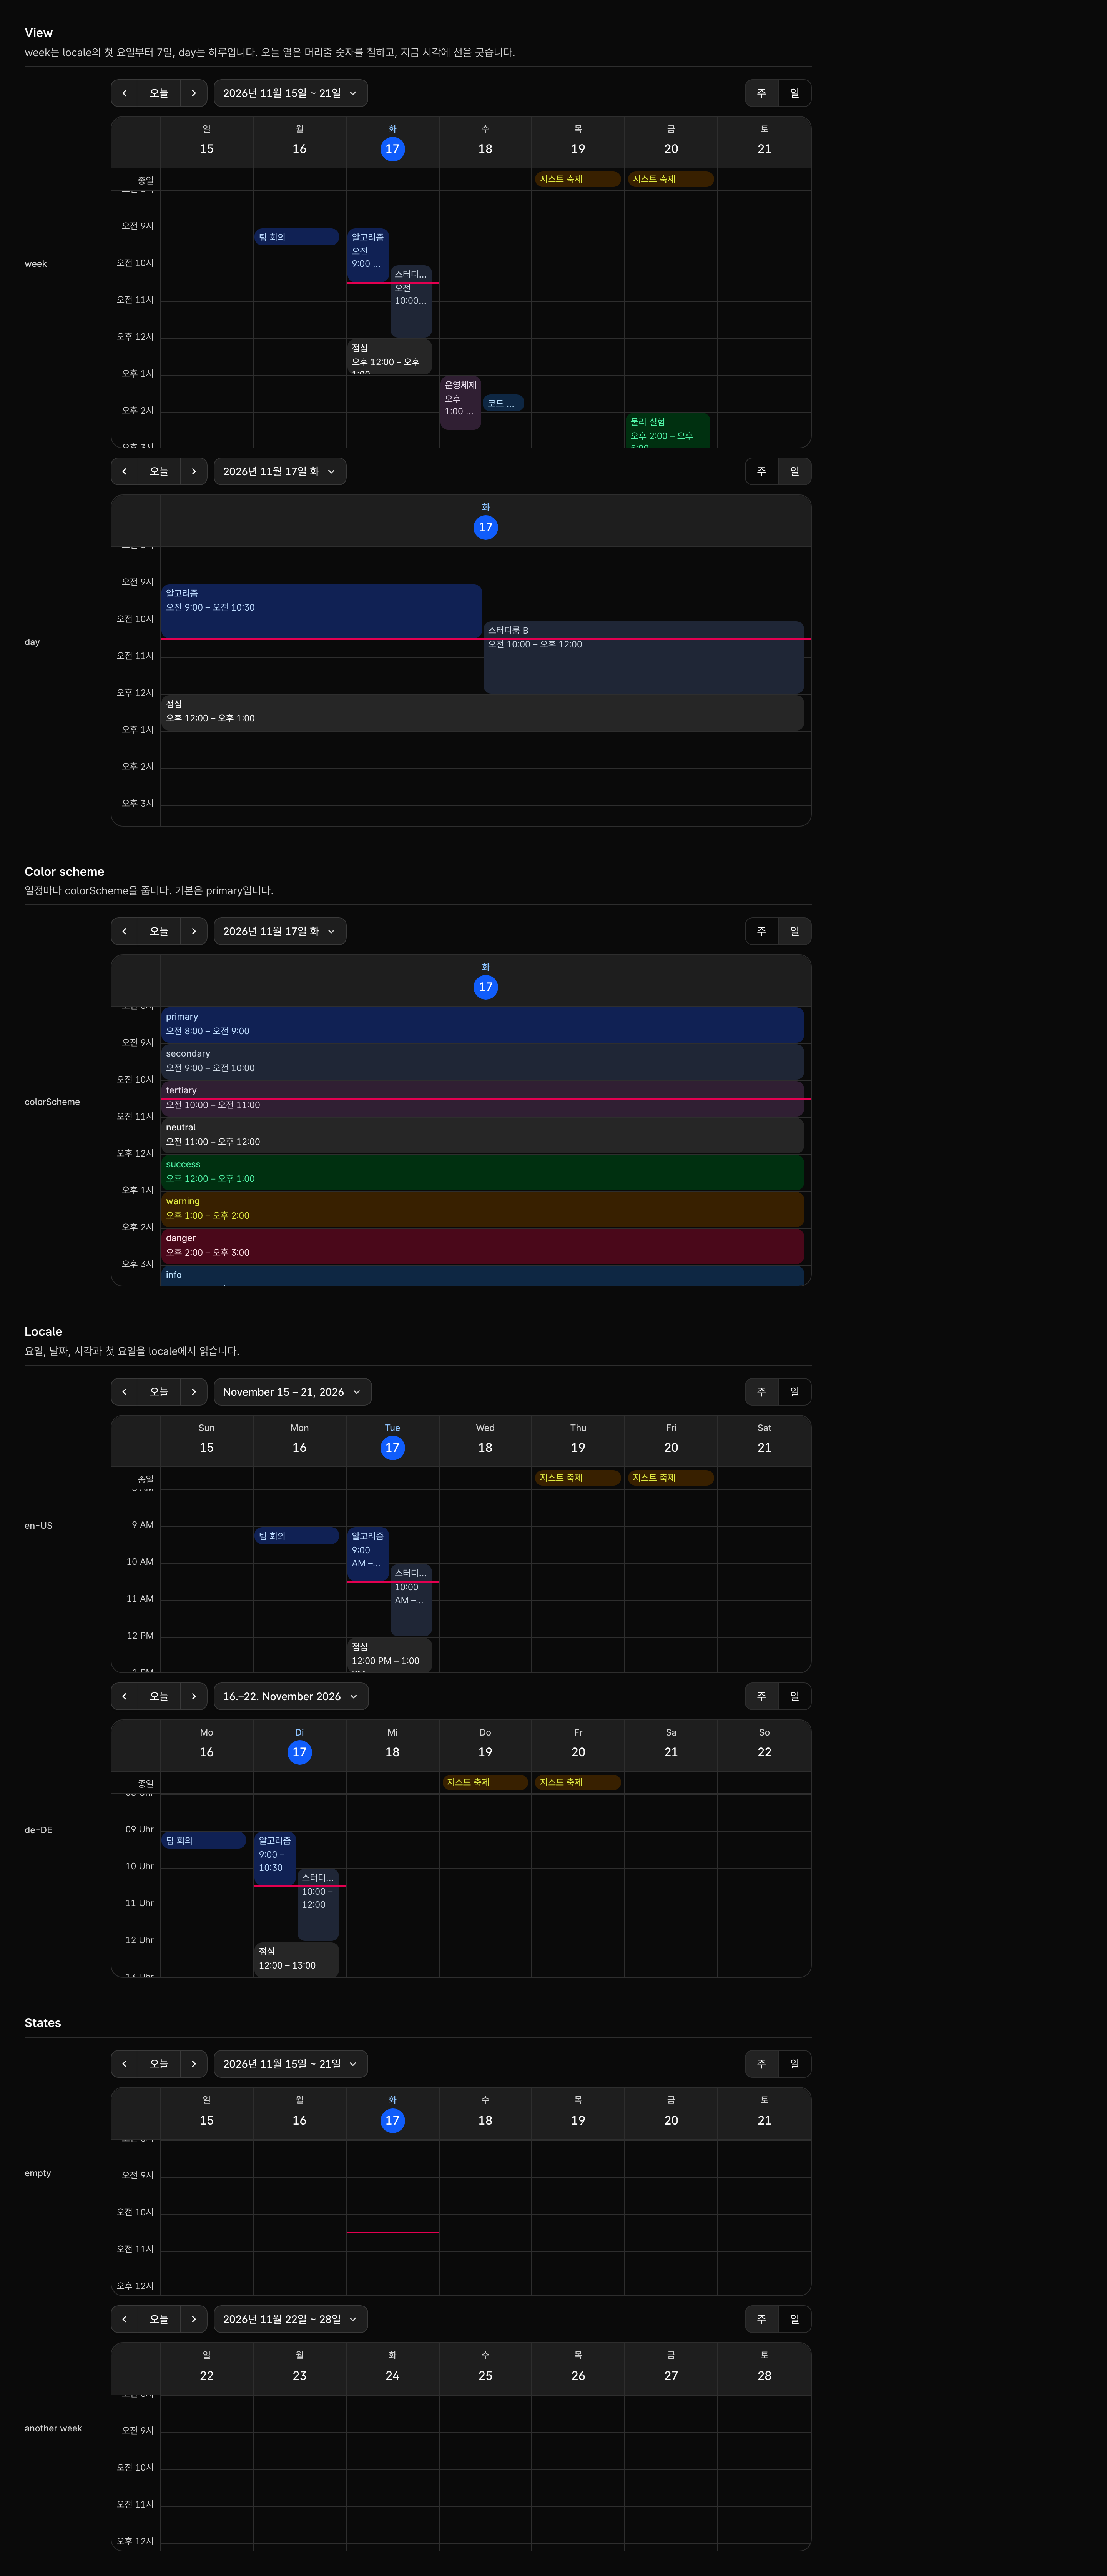 View
week는 locale의 첫 요일부터 7일, day는 하루입니다. 오늘 열은 머리줄 숫자를 칠하고, 지금 시각에 선을 긋습니다.
오늘
2026년 11월 15일 ~ 21일
주 일
일 월 화 수 목 금 토
15 16 17 18 19 20 21
종일
지스트 축제
지스트 축제
week
오전 9시
오전 10시
오전 11시
오후 12시
오후 1시
오후 2시
팀 회의
알고리즘
오전
9:00 ...
스터디...
오전
10:00...
점심
오후 12:00 – 오후
1:00
운영체제
오후
1:00 ...
코드 ...
물리 실험
오후 2:00 – 오후
5:00
오늘
2026년 11월 17일 화
주 일
화
17
day
오전 9시
오전 10시
오전 11시
오후 12시
오후 1시
오후 2시
오후 3시
알고리즘
오전 9:00 – 오전 10:30
스터디룸 B
오전 10:00 – 오후 12:00
점심
오후 12:00 – 오후 1:00
Color scheme
일정마다 colorScheme을 줍니다. 기본은 primary입니다.
오늘
2026년 11월 17일 화
주 일
화
17
colorScheme
오전 9시
오전 10시
오전 11시
오후 12시
오후 1시
오후 2시
오후 3시
primary
오전 8:00 – 오전 9:00
secondary
오전 9:00 – 오전 10:00
tertiary
오전 10:00 – 오전 11:00
neutral
오전 11:00 – 오후 12:00
success
오후 12:00 – 오후 1:00
warning
오후 1:00 – 오후 2:00
danger
오후 2:00 – 오후 3:00
info
Locale
요일, 날짜, 시각과 첫 요일을 locale에서 읽습니다.
오늘
November 15 – 21, 2026
주 일
Sun Mon Tue Wed Thu Fri Sat
15 16 17 18 19 20 21
종일
지스트 축제
지스트 축제
en-US
9 AM
10 AM
11 AM
12 PM
1 PM
팀 회의
알고리즘
9:00
AM –...
스터디...
10:00
AM –...
점심
12:00 PM – 1:00
PM
오늘
16.–22. November 2026
주 일
Mo Di Mi Do Fr Sa So
16 17 18 19 20 21 22
종일
지스트 축제
지스트 축제
de-DE
09 Uhr
10 Uhr
11 Uhr
12 Uhr
13 Uhr
팀 회의
알고리즘
9:00 –
10:30
스터디...
10:00 –
12:00
점심
12:00 – 13:00
States
오늘
2026년 11월 15일 ~ 21일
주 일
일 월 화 수 목 금 토
15 16 17 18 19 20 21
empty
오전 9시
오전 10시
오전 11시
오후 12시
오늘
2026년 11월 22일 ~ 28일
주 일
일 월 화 수 목 금 토
22 23 24 25 26 27 28
another week
오전 9시
오전 10시
오전 11시
오후 12시